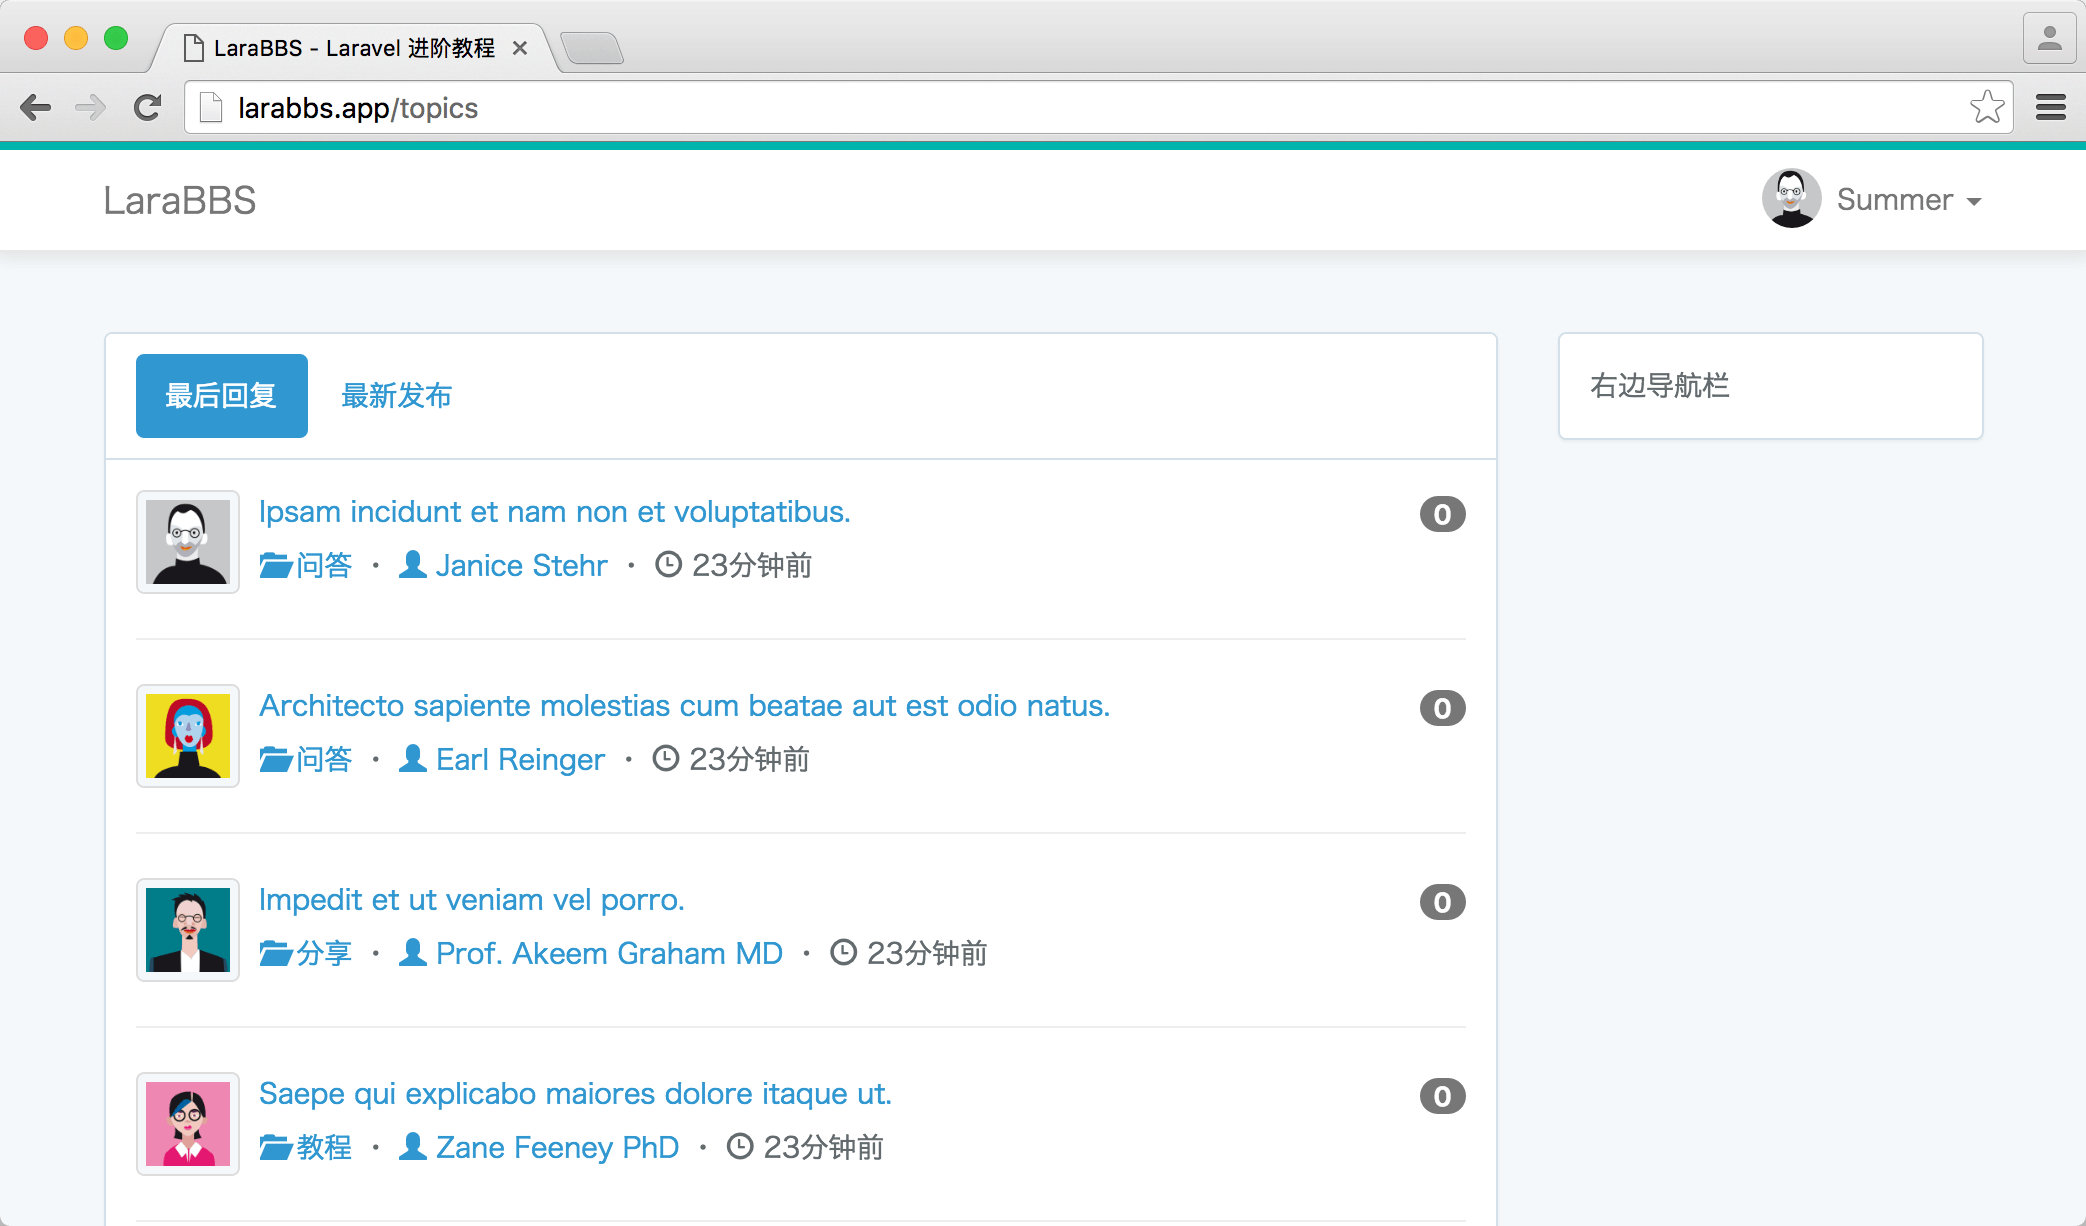 LaraBBS - Laravel 进阶教程
larabbs.app/topics
LaraBBS
Summer
最后回复 最新发布
右边导航栏
Ipsam incidunt et nam non et voluptatibus. 0
问答 · Janice Stehr · 23分钟前
Architecto sapiente molestias cum beatae aut est odio natus. 0
问答 · Earl Reinger · 23分钟前
Impedit et ut veniam vel porro. 0
分享 · Prof. Akeem Graham MD · 23分钟前
Saepe qui explicabo maiores dolore itaque ut. 0
教程 · Zane Feeney PhD · 23分钟前